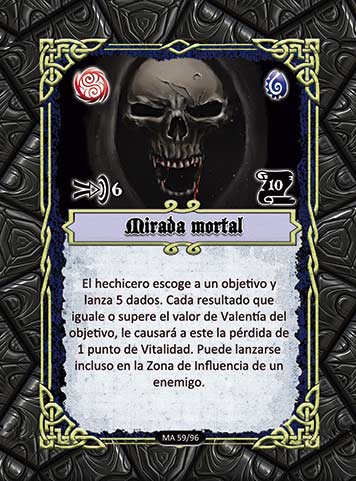 6
10
Mirada mortal
El hechicero escoge a un objetivo y
lanza 5 dados. Cada resultado que
iguale o supere el valor de Valentía del
objetivo, le causará a este la pérdida de
1 punto de Vitalidad. Puede lanzarse
incluso en la Zona de Influencia de un
enemigo.
MA 59/96